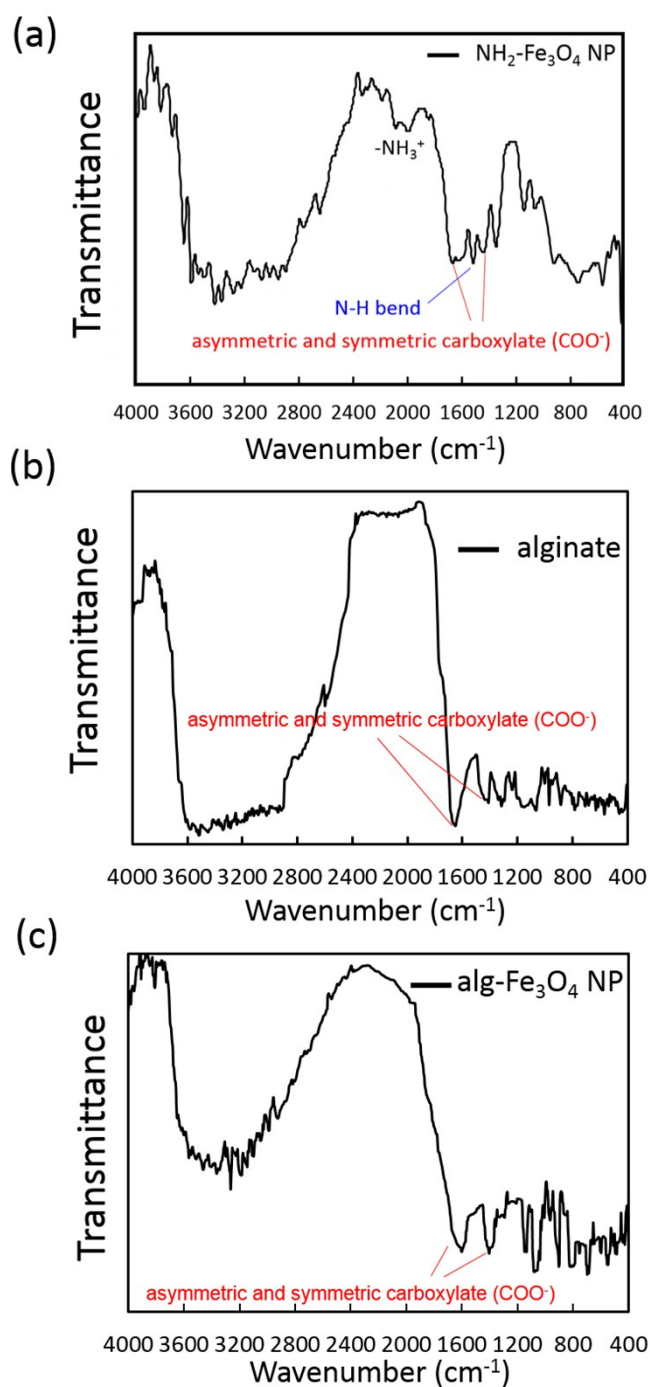 (a)
NH₂-Fe₃O₄ NP
-NH₃⁺
N-H bend
asymmetric and symmetric carboxylate (COO⁻)
Transmittance
4000 3600 3200 2800 2400 2000 1600 1200 800 400
Wavenumber (cm⁻¹)
(b)
alginate
asymmetric and symmetric carboxylate (COO⁻)
Transmittance
4000 3600 3200 2800 2400 2000 1600 1200 800 400
Wavenumber (cm⁻¹)
(c)
alg-Fe₃O₄ NP
asymmetric and symmetric carboxylate (COO⁻)
Transmittance
4000 3600 3200 2800 2400 2000 1600 1200 800 400
Wavenumber (cm⁻¹)